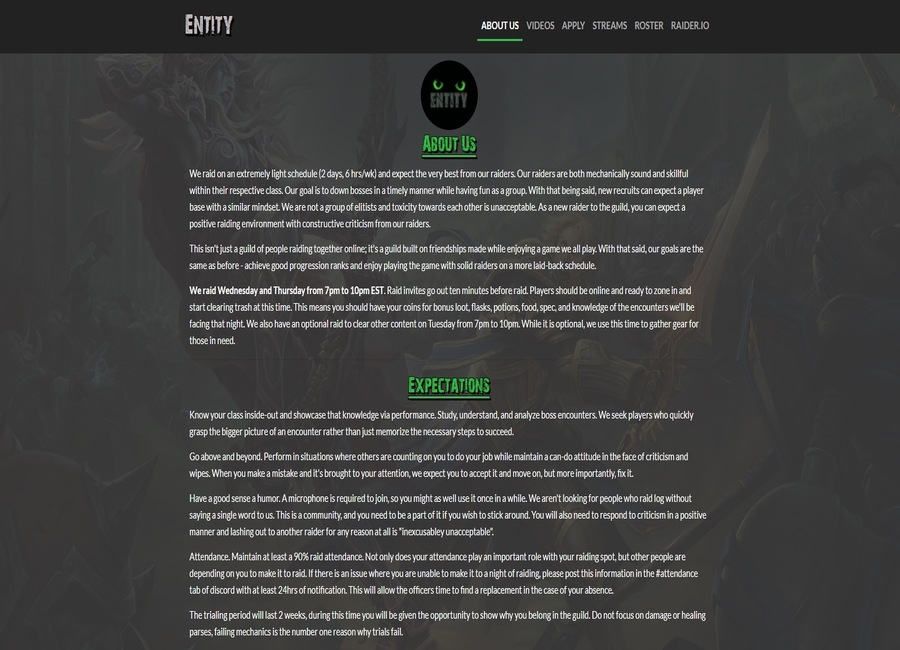 ENTITY
ABOUT US VIDEOS APPLY STREAMS ROSTER RAIDER.IO
ENTITY
ABOUT US
We raid on an extremely light schedule (2 days, 6 hrs/wk) and expect the very best from our raiders. Our raiders are both mechanically sound and skillful
within their respective class. Our goal is to down bosses in a timely manner while having fun as a group. With that being said, new recruits can expect a player
base with a similar mindset. We are not a group of elitists and toxicity towards each other is unacceptable. As a new raider to the guild, you can expect a
positive raiding environment with constructive criticism from our raiders.
This isn't just a guild of people raiding together online; it's a guild built on friendships made while enjoying a game we all play. With that said, our goals are the
same as before - achieve good progression ranks and enjoy playing the game with solid raiders on a more laid-back schedule.
We raid Wednesday and Thursday from 7pm to 10pm EST. Raid invites go out ten minutes before raid. Players should be online and ready to zone in and
start clearing trash at this time. This means you should have your coins for bonus loot, flasks, potions, food, spec, and knowledge of the encounters we'll be
facing that night. We also have an optional raid to clear other content on Tuesday from 7pm to 10pm. While it is optional, we use this time to gather gear for
those in need.
EXPECTATIONS
Know your class inside-out and showcase that knowledge via performance. Study, understand, and analyze boss encounters. We seek players who quickly
grasp the bigger picture of an encounter rather than just memorize the necessary steps to succeed.
Go above and beyond. Perform in situations where others are counting on you to do your job while maintain a can-do attitude in the face of criticism and
wipes. When you make a mistake and it's brought to your attention, we expect you to accept it and move on, but more importantly, fix it.
Have a good sense a humor. A microphone is required to join, so you might as well use it once in a while. We aren't looking for people who raid log without
saying a single word to us. This is a community, and you need to be a part of it if you wish to stick around. You will also need to respond to criticism in a positive
manner and lashing out to another raider for any reason at all is "inexcusabley unacceptable".
Attendance. Maintain at least a 90% raid attendance. Not only does your attendance play an important role with your raiding spot, but other people are
depending on you to make it to raid. If there is an issue where you are unable to make it to a night of raiding, please post this information in the #attendance
tab of discord with at least 24hrs of notification. This will allow the officers time to find a replacement in the case of your absence.
The trialing period will last 2 weeks, during this time you will be given the opportunity to show why you belong in the guild. Do not focus on damage or healing
parses, failing mechanics is the number one reason why trials fail.